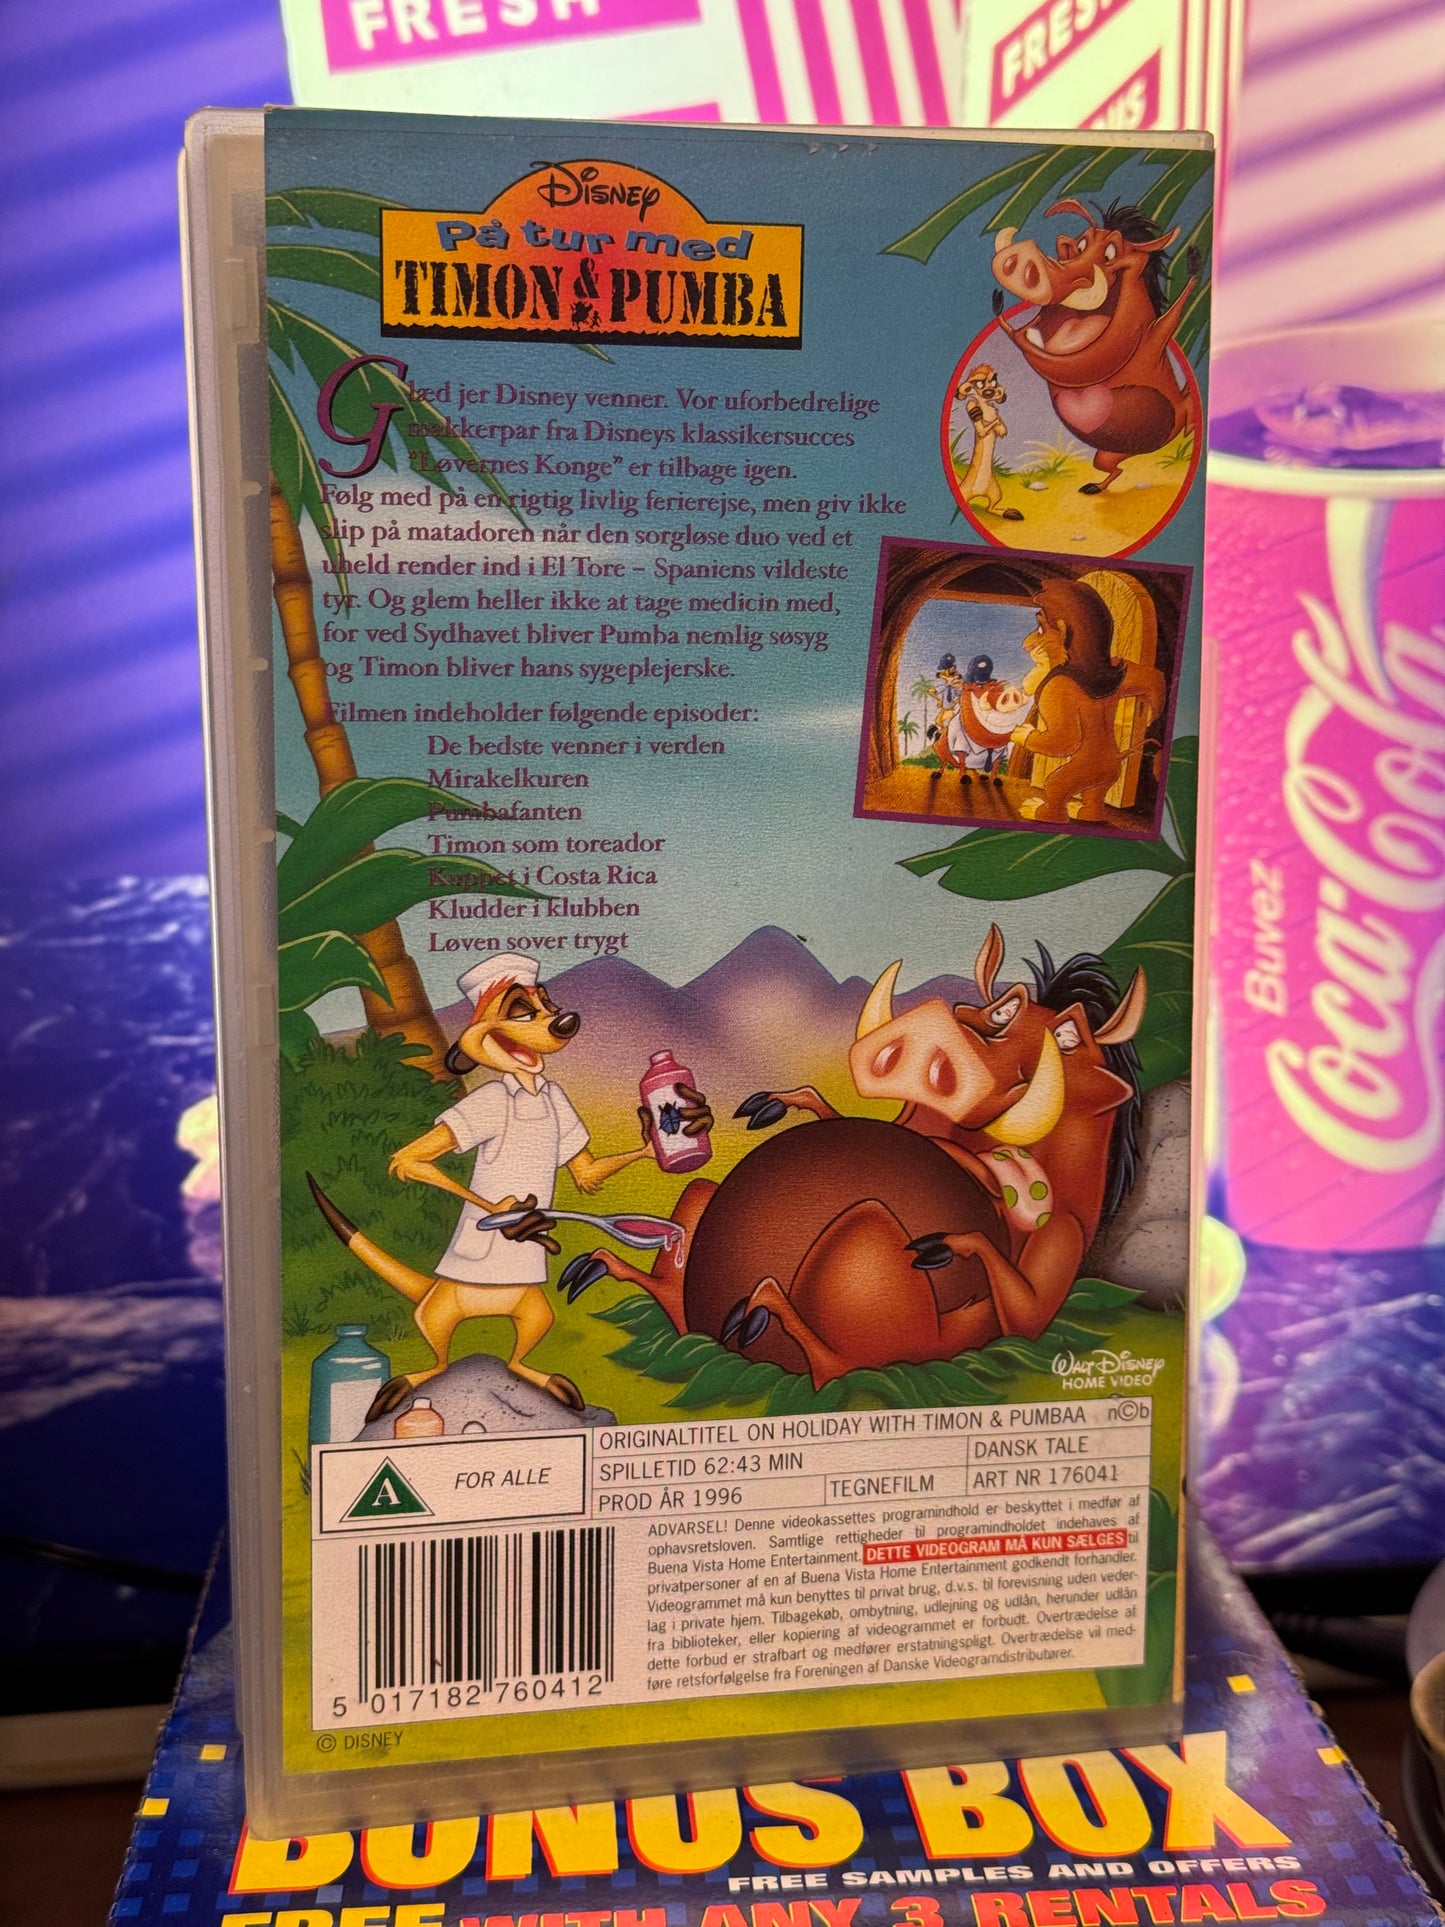 FRESH
FRESH
DISNEY
På tur med
TIMON & PUMBA
Glæd jer Disney venner. Vor uforbedrelige
makkerpar fra Disneys klassikersucces
"Løvernes Konge" er tilbage igen.
Følg med på en rigtig livlig ferierejse, men giv ikke
slip på matadoren når den sorgløse duo ved et
uheld render ind i El Tore – Spaniens vildeste
tyr. Og glem heller ikke at tage medicin med,
for ved Sydhavet bliver Pumba nemlig søsyg
og Timon bliver hans sygeplejerske.
Filmen indeholder følgende episoder:
De bedste venner i verden
Mirakelkuren
Pumbafanten
Timon som toreador
Kuppet i Costa Rica
Kludder i klubben
Løven sover trygt
WALT DISNEY
HOME VIDEO
A FOR ALLE
ORIGINALTITEL ON HOLIDAY WITH TIMON & PUMBAA n©b
SPILLETID 62:43 MIN DANSK TALE
PROD ÅR 1996 TEGNEFILM ART NR 176041
ADVARSEL! Denne videokassettes programindhold er beskyttet i medfør af
ophavsretsloven. Samtlige rettigheder til programindholdet indehaves af
Buena Vista Home Entertainment. DETTE VIDEOGRAM MÅ KUN SÆLGES til
privatpersoner af en af Buena Vista Home Entertainment godkendt forhandler.
Videogrammet må kun benyttes til privat brug, d.v.s. til forevisning uden veder-
lag i private hjem. Tilbagekøb, ombytning, udlejning og udlån, herunder udlån
fra biblioteker, eller kopiering af videogrammet er forbudt. Overtrædelse af
dette forbud er strafbart og medfører erstatningspligt. Overtrædelse vil med-
føre retsforfølgelse fra Foreningen af Danske Videogramdistributører.
5 017182 760412
© DISNEY
Buvez
Coca-Cola
BONUS BOX
FREE SAMPLES AND OFFERS
FREE WITH ANY 3 RENTALS